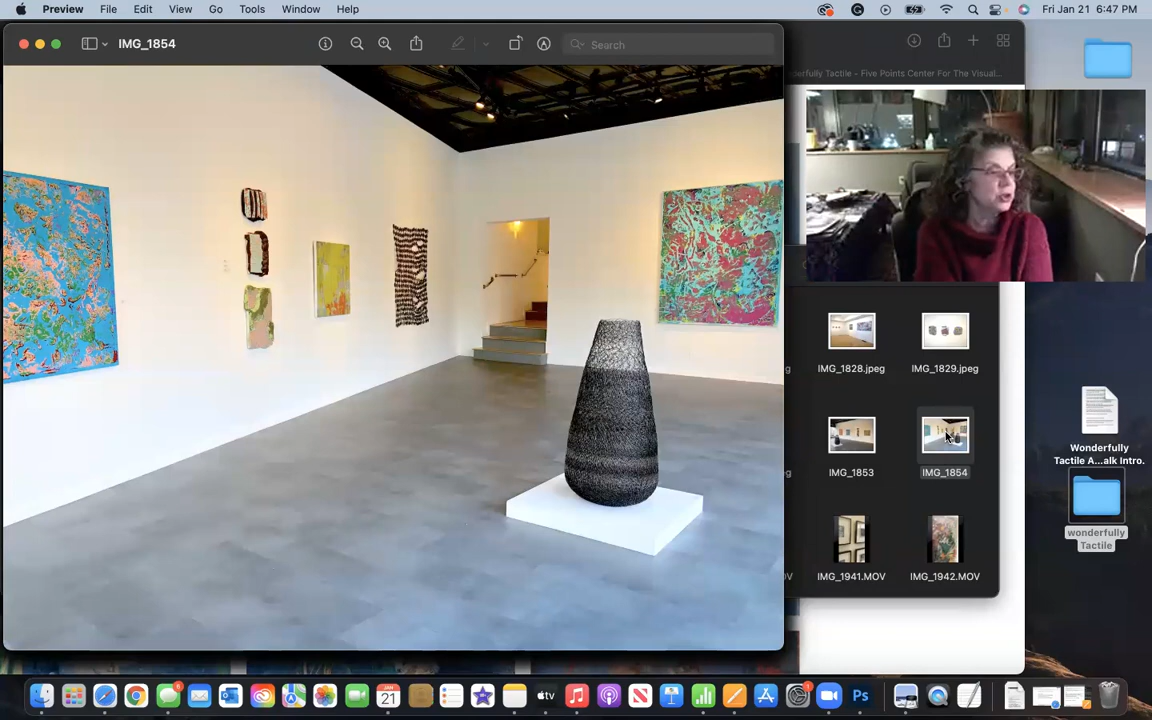 Preview File Edit View Go Tools Window Help Fri Jan 21 6:47 PM
IMG_1854 Search
erfully Tactile - Five Points Center For The Visual...
IMG_1828.jpeg IMG_1829.jpeg
IMG_1853 IMG_1854
IMG_1941.MOV IMG_1942.MOV
Wonderfully
Tactile A...alk Intro.
wonderfully
Tactile
21
tv
Ps